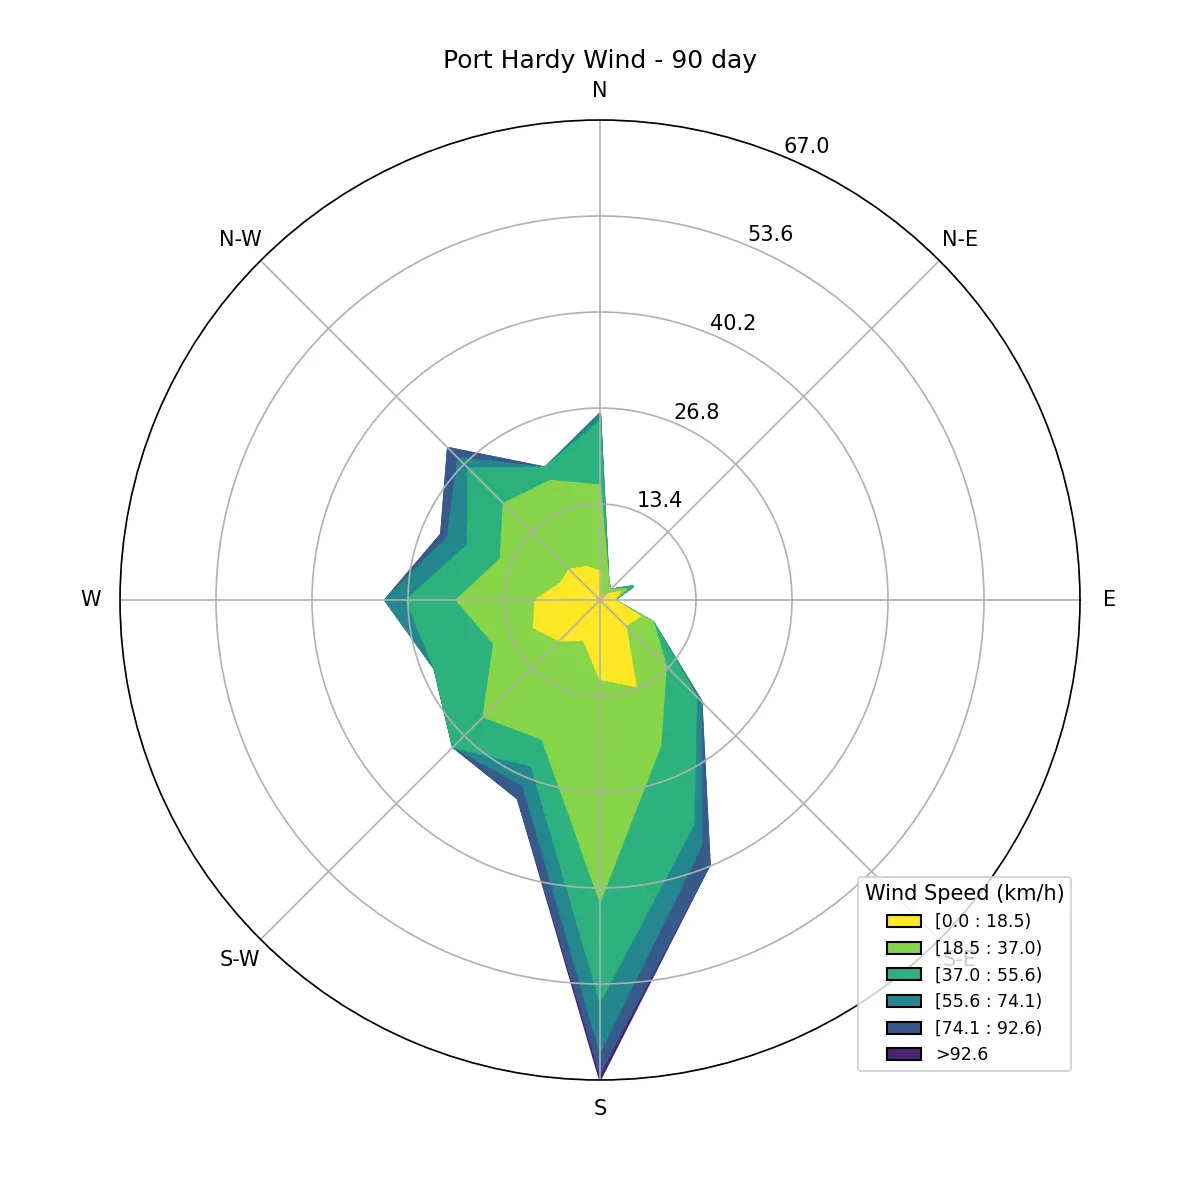 Port Hardy Wind - 90 day
N
67.0
53.6
N-W
N-E
40.2
26.8
13.4
W
E
Wind Speed (km/h)
[0.0 : 18.5)
[18.5 : 37.0)
S-W
S-E
[37.0 : 55.6)
[55.6 : 74.1)
[74.1 : 92.6)
>92.6
S